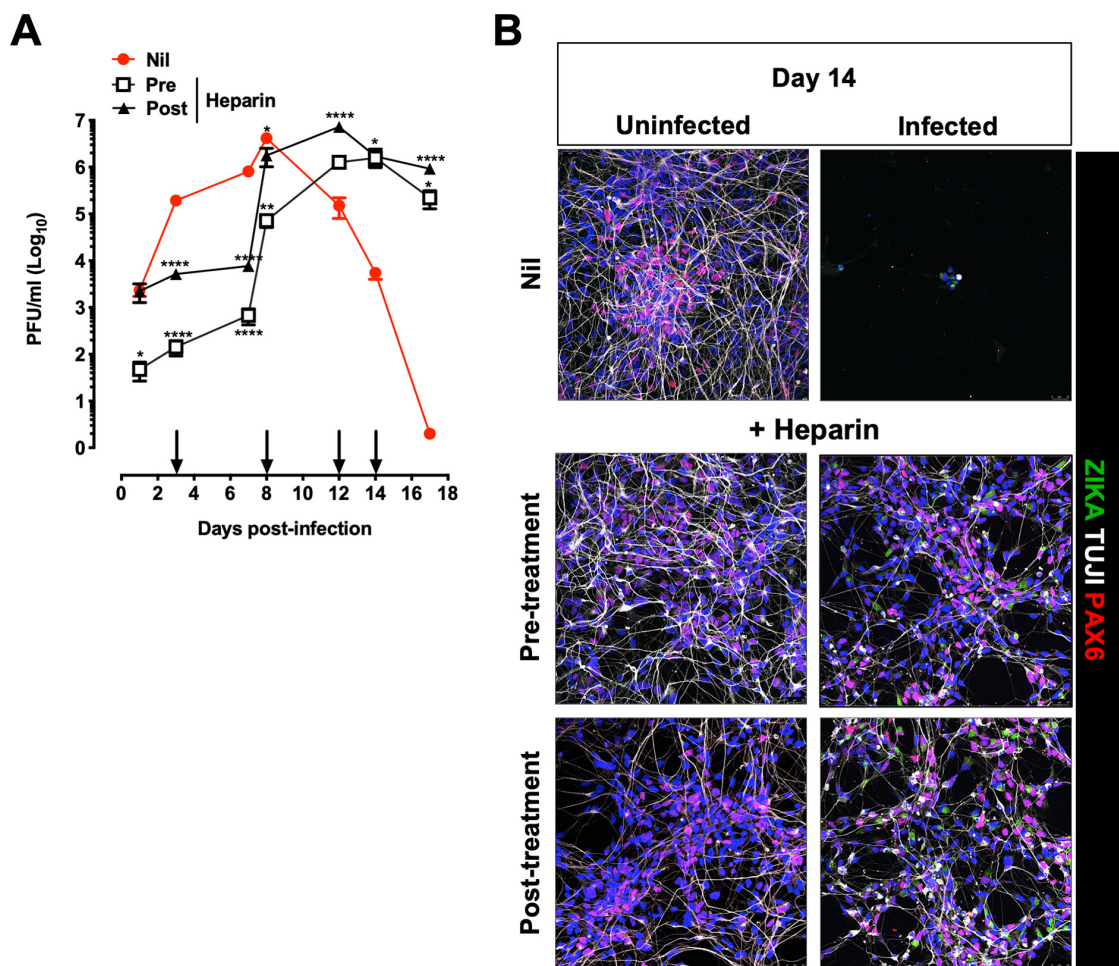 A
Nil
Pre
Post
Heparin
PFU/ml (Log10)
7
6
5
4
3
2
1
0
*
****
*
****
****
****
**
*
****
****
*
****
*
0 2 4 6 8 10 12 14 16 18
Days post-infection
B
Day 14
Uninfected Infected
Nil
+ Heparin
Pre-treatment
Post-treatment
ZIKA TUJI PAX6